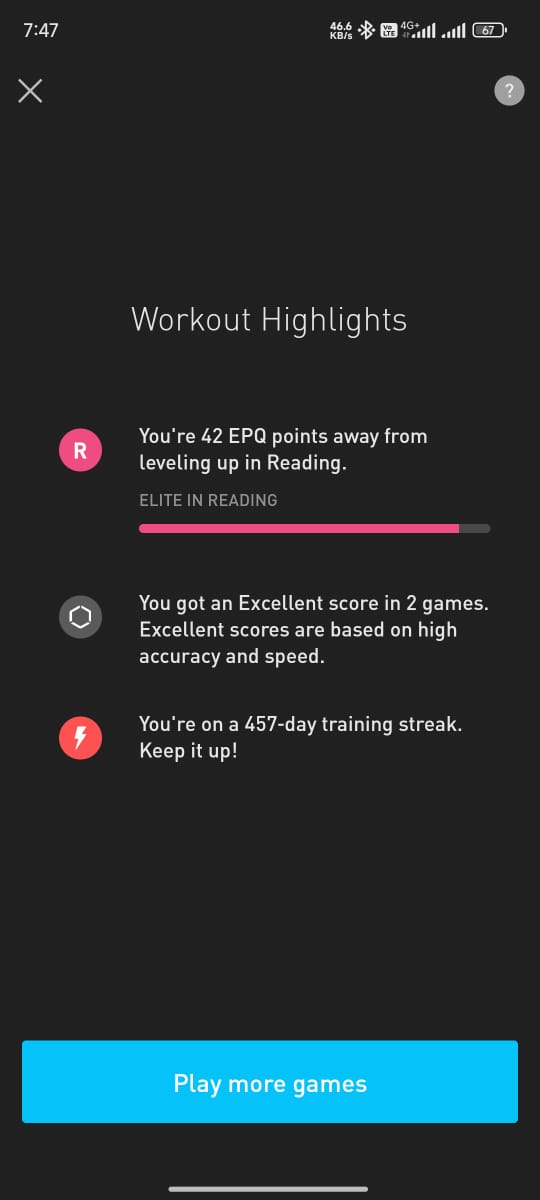 7:47
46.6
KB/s
Vo
LTE
4G+
67
?
Workout Highlights
R
You're 42 EPQ points away from
leveling up in Reading.
ELITE IN READING
You got an Excellent score in 2 games.
Excellent scores are based on high
accuracy and speed.
You're on a 457-day training streak.
Keep it up!
Play more games